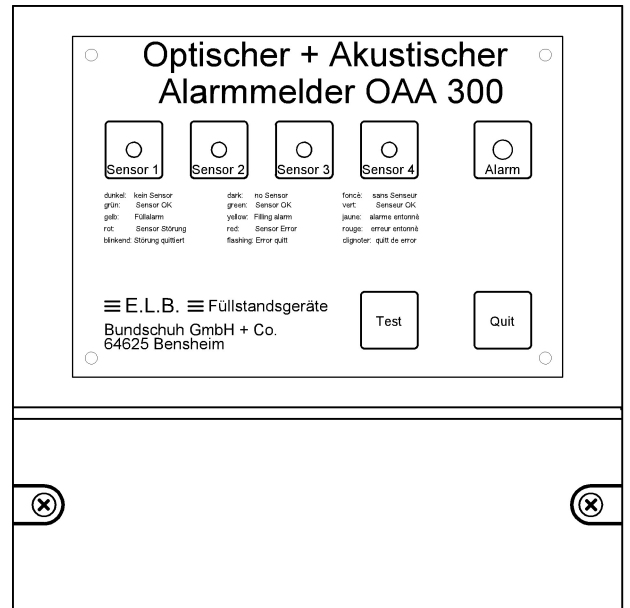 Optischer + Akustischer
Alarmmelder OAA 300
Sensor 1 Sensor 2 Sensor 3 Sensor 4 Alarm
dunkel: kein Sensor dark: no Sensor foncè: sans Senseur
grün: Sensor OK green: Sensor OK vert: Senseur OK
gelb: Füllalarm yellow: Filling alarm jaune: alarme entonnè
rot: Sensor Störung red: Sensor Error rouge: erreur entonnè
blinkend: Störung quittiert flashing: Error quitt clignoter: quitt de error
E.L.B. Füllstandsgeräte
Bundschuh GmbH + Co.
64625 Bensheim
Test Quit